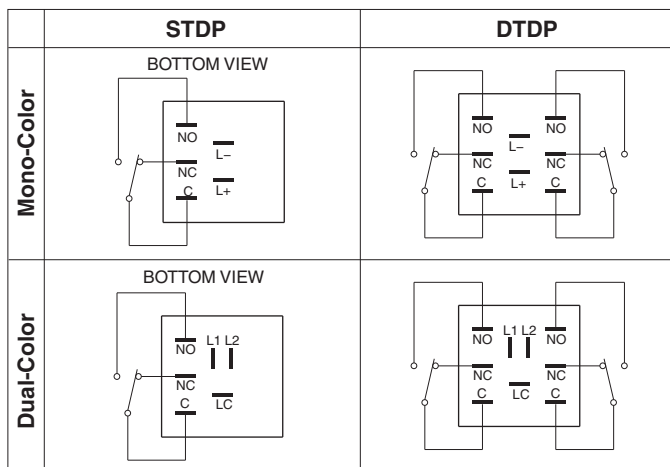 STDP
DTDP
Mono-Color
BOTTOM VIEW
NO
L–
NC
L+
C
NO
NO
L–
NC
NC
C
L+
C
Dual-Color
BOTTOM VIEW
L1 L2
NO
NC
C
LC
L1 L2
NO
NO
NC
NC
C
LC
C